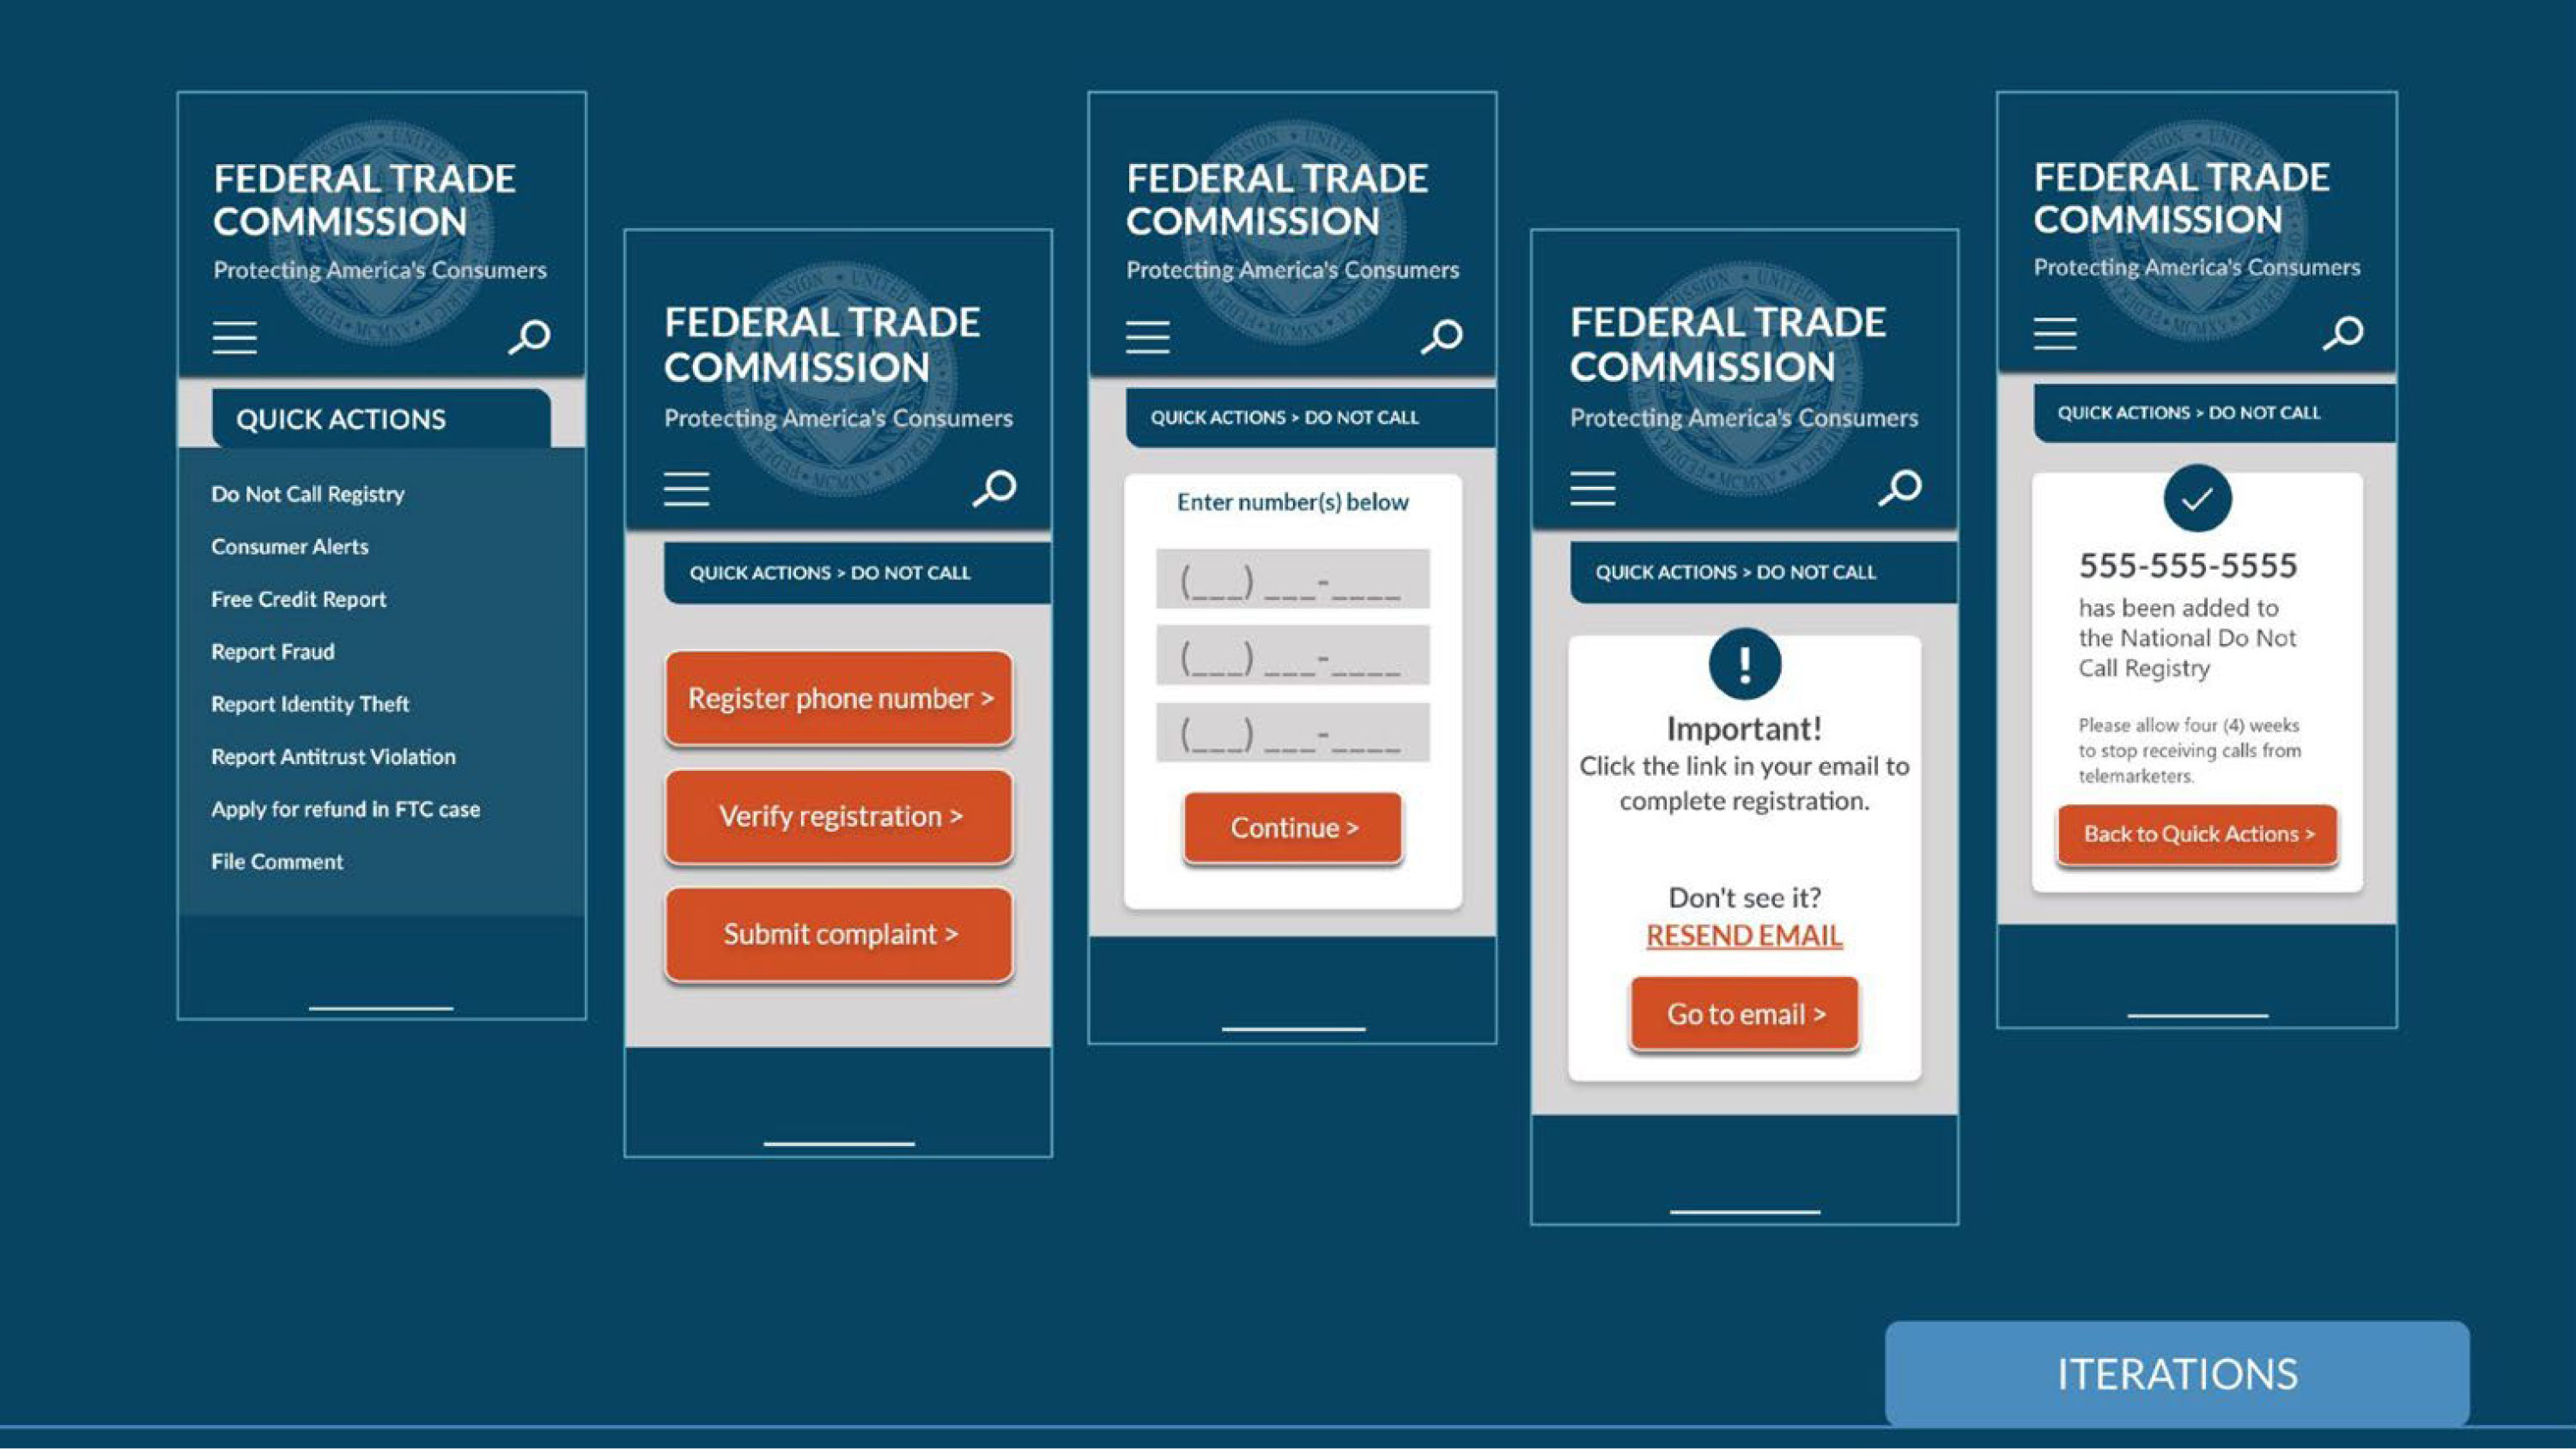 FEDERAL TRADE
COMMISSION
Protecting America's Consumers
QUICK ACTIONS
Do Not Call Registry
Consumer Alerts
Free Credit Report
Report Fraud
Report Identity Theft
Report Antitrust Violation
Apply for refund in FTC case
File Comment
FEDERAL TRADE
COMMISSION
Protecting America's Consumers
QUICK ACTIONS > DO NOT CALL
Register phone number >
Verify registration >
Submit complaint >
FEDERAL TRADE
COMMISSION
Protecting America's Consumers
QUICK ACTIONS > DO NOT CALL
Enter number(s) below
(___) ___-____
(___) ___-____
(___) ___-____
Continue >
FEDERAL TRADE
COMMISSION
Protecting America's Consumers
QUICK ACTIONS > DO NOT CALL
!
Important!
Click the link in your email to
complete registration.
Don't see it?
RESEND EMAIL
Go to email >
FEDERAL TRADE
COMMISSION
Protecting America's Consumers
QUICK ACTIONS > DO NOT CALL
555-555-5555
has been added to
the National Do Not
Call Registry
Please allow four (4) weeks
to stop receiving calls from
telemarketers.
Back to Quick Actions >
ITERATIONS